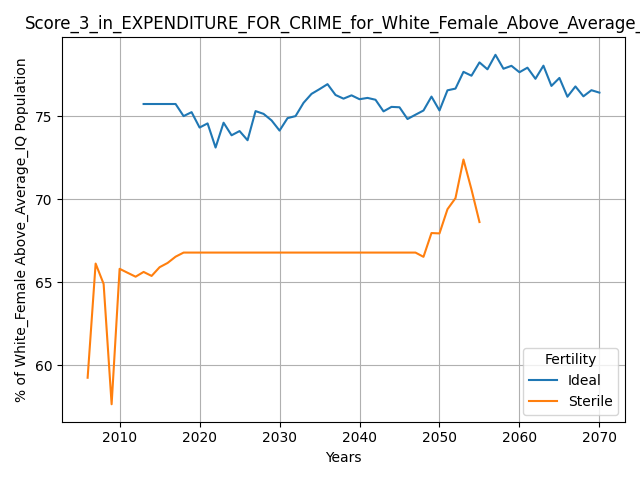 Score_3_in_EXPENDITURE_FOR_CRIME_for_White_Female_Above_Average_
% of White_Female Above_Average_IQ Population
75
70
65
60
Fertility
Ideal
Sterile
2010 2020 2030 2040 2050 2060 2070
Years